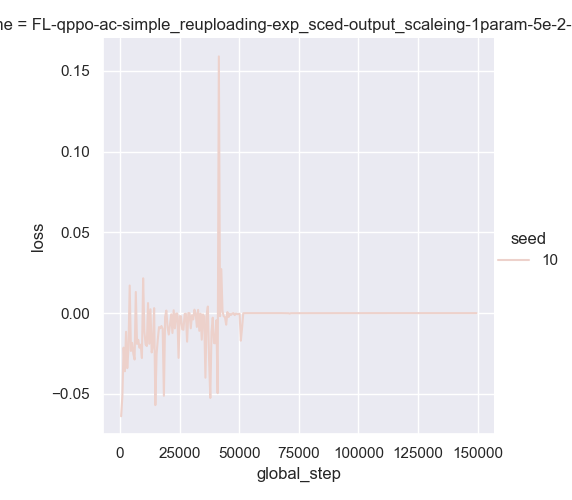 ne = FL-qppo-ac-simple_reuploading-exp_sced-output_scaleing-1param-5e-2-
0.15
0.10
0.05
0.00
−0.05
loss
0 25000 50000 75000 100000 125000 150000
global_step
seed
10